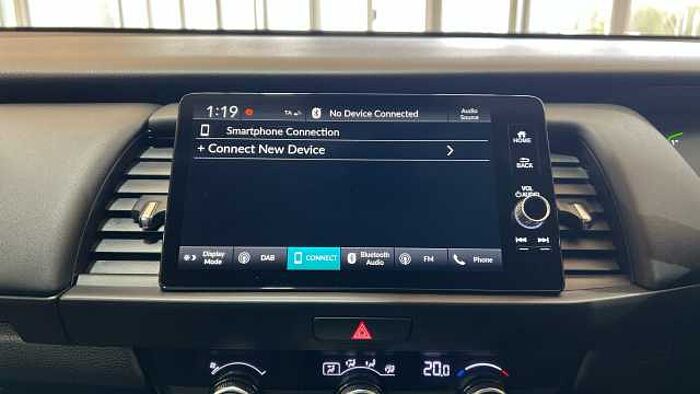 1:19 TA No Device Connected Audio Source
Smartphone Connection
+ Connect New Device
HOME
BACK
VOL
AUDIO
Display Mode DAB CONNECT Bluetooth Audio FM Phone
20.0